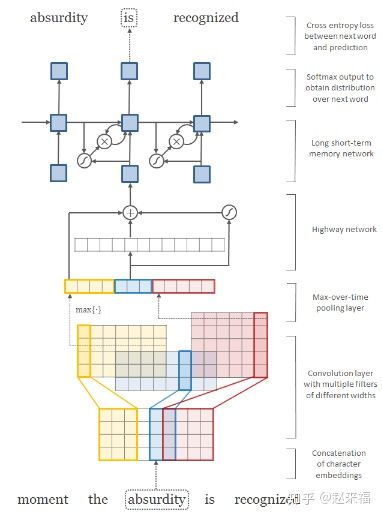 absurdity is recognized
Cross entropy loss
between next word
and prediction
Softmax output to
obtain distribution
over next word
Long short-term
memory network
Highway network
max{·}
Max-over-time
pooling layer
Convolution layer
with multiple filters
of different widths
Concatenation
of character
embeddings
moment the absurdity is recognized
知乎 @赵来福